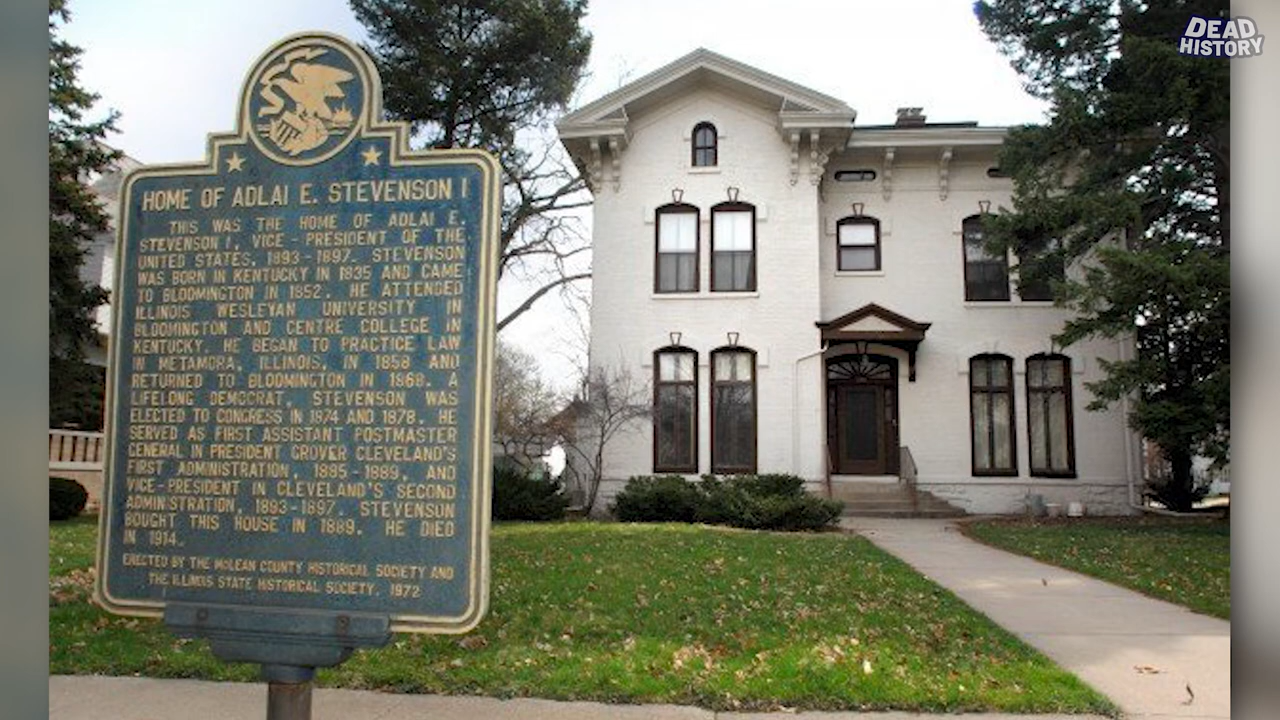 DEAD
HISTORY
HOME OF ADLAI E. STEVENSON I
THIS WAS THE HOME OF ADLAI E.
STEVENSON I, VICE-PRESIDENT OF THE
UNITED STATES, 1893-1897. STEVENSON
WAS BORN IN KENTUCKY IN 1835 AND CAME
TO BLOOMINGTON IN 1852. HE ATTENDED
ILLINOIS WESLEYAN UNIVERSITY IN
BLOOMINGTON AND CENTRE COLLEGE IN
KENTUCKY. HE BEGAN TO PRACTICE LAW
IN METAMORA, ILLINOIS, IN 1858 AND
RETURNED TO BLOOMINGTON IN 1868. A
LIFELONG DEMOCRAT, STEVENSON WAS
ELECTED TO CONGRESS IN 1874 AND 1878. HE
SERVED AS FIRST ASSISTANT POSTMASTER
GENERAL IN PRESIDENT GROVER CLEVELAND'S
FIRST ADMINISTRATION, 1885-1889, AND
VICE-PRESIDENT IN CLEVELAND'S SECOND
ADMINISTRATION, 1893-1897. STEVENSON
BOUGHT THIS HOUSE IN 1889. HE DIED
IN 1914.
ERECTED BY THE McLEAN COUNTY HISTORICAL SOCIETY AND
THE ILLINOIS STATE HISTORICAL SOCIETY, 1972